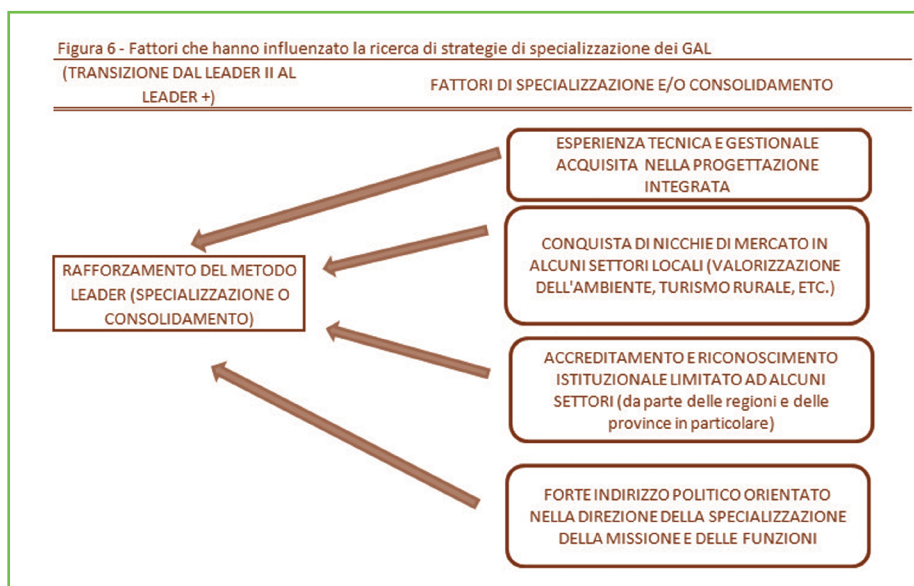 Figura 6 - Fattori che hanno influenzato la ricerca di strategie di specializzazione dei GAL
(TRANSIZIONE DAL LEADER II AL
LEADER +)
FATTORI DI SPECIALIZZAZIONE E/O CONSOLIDAMENTO
ESPERIENZA TECNICA E GESTIONALE
ACQUISITA NELLA PROGETTAZIONE
INTEGRATA
CONQUISTA DI NICCHIE DI MERCATO IN
ALCUNI SETTORI LOCALI (VALORIZZAZIONE
DELL'AMBIENTE, TURISMO RURALE, ETC.)
RAFFORZAMENTO DEL METODO
LEADER (SPECIALIZZAZIONE O
CONSOLIDAMENTO)
ACCREDITAMENTO E RICONOSCIMENTO
ISTITUZIONALE LIMITATO AD ALCUNI
SETTORI (da parte delle regioni e delle
province in particolare)
FORTE INDIRIZZO POLITICO ORIENTATO
NELLA DIREZIONE DELLA SPECIALIZZAZIONE
DELLA MISSIONE E DELLE FUNZIONI